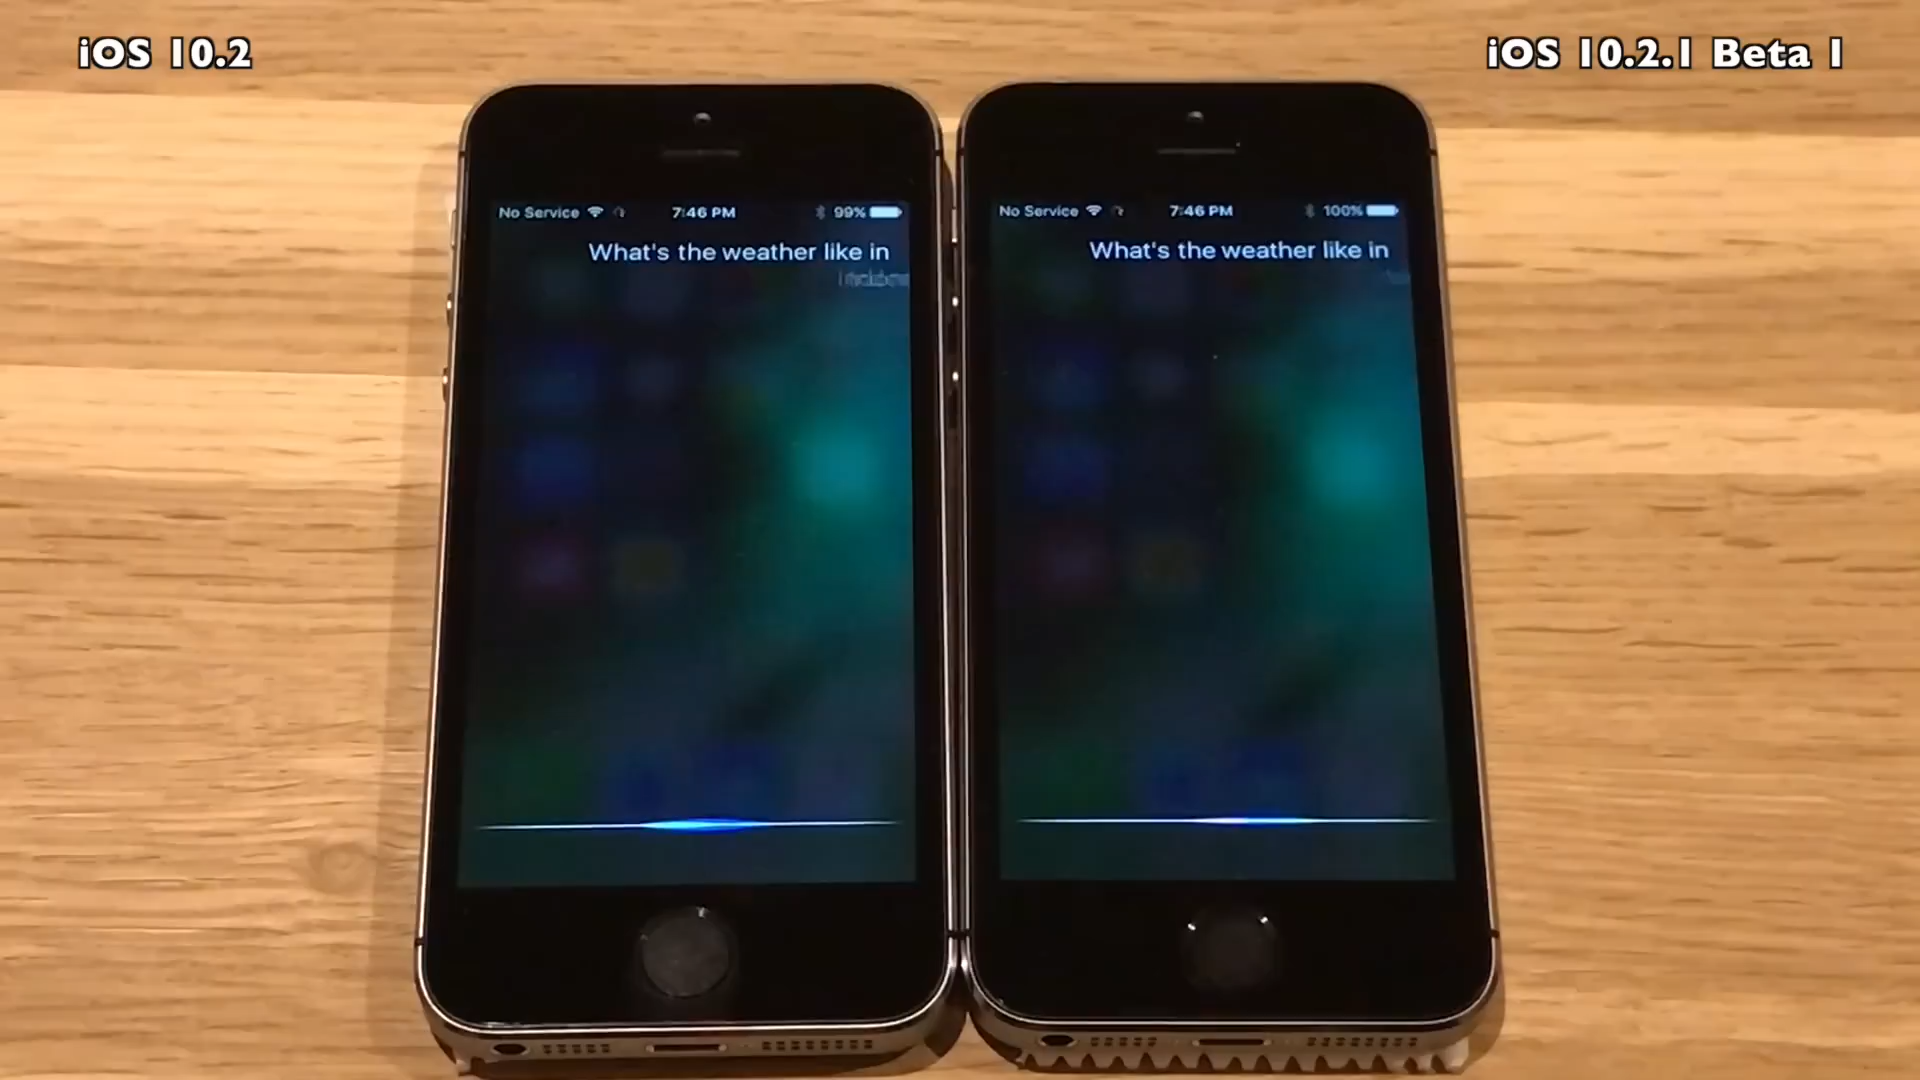 iOS 10.2
iOS 10.2.1 Beta 1
No Service 7:46 PM 99%
What's the weather like in
No Service 7:46 PM 100%
What's the weather like in